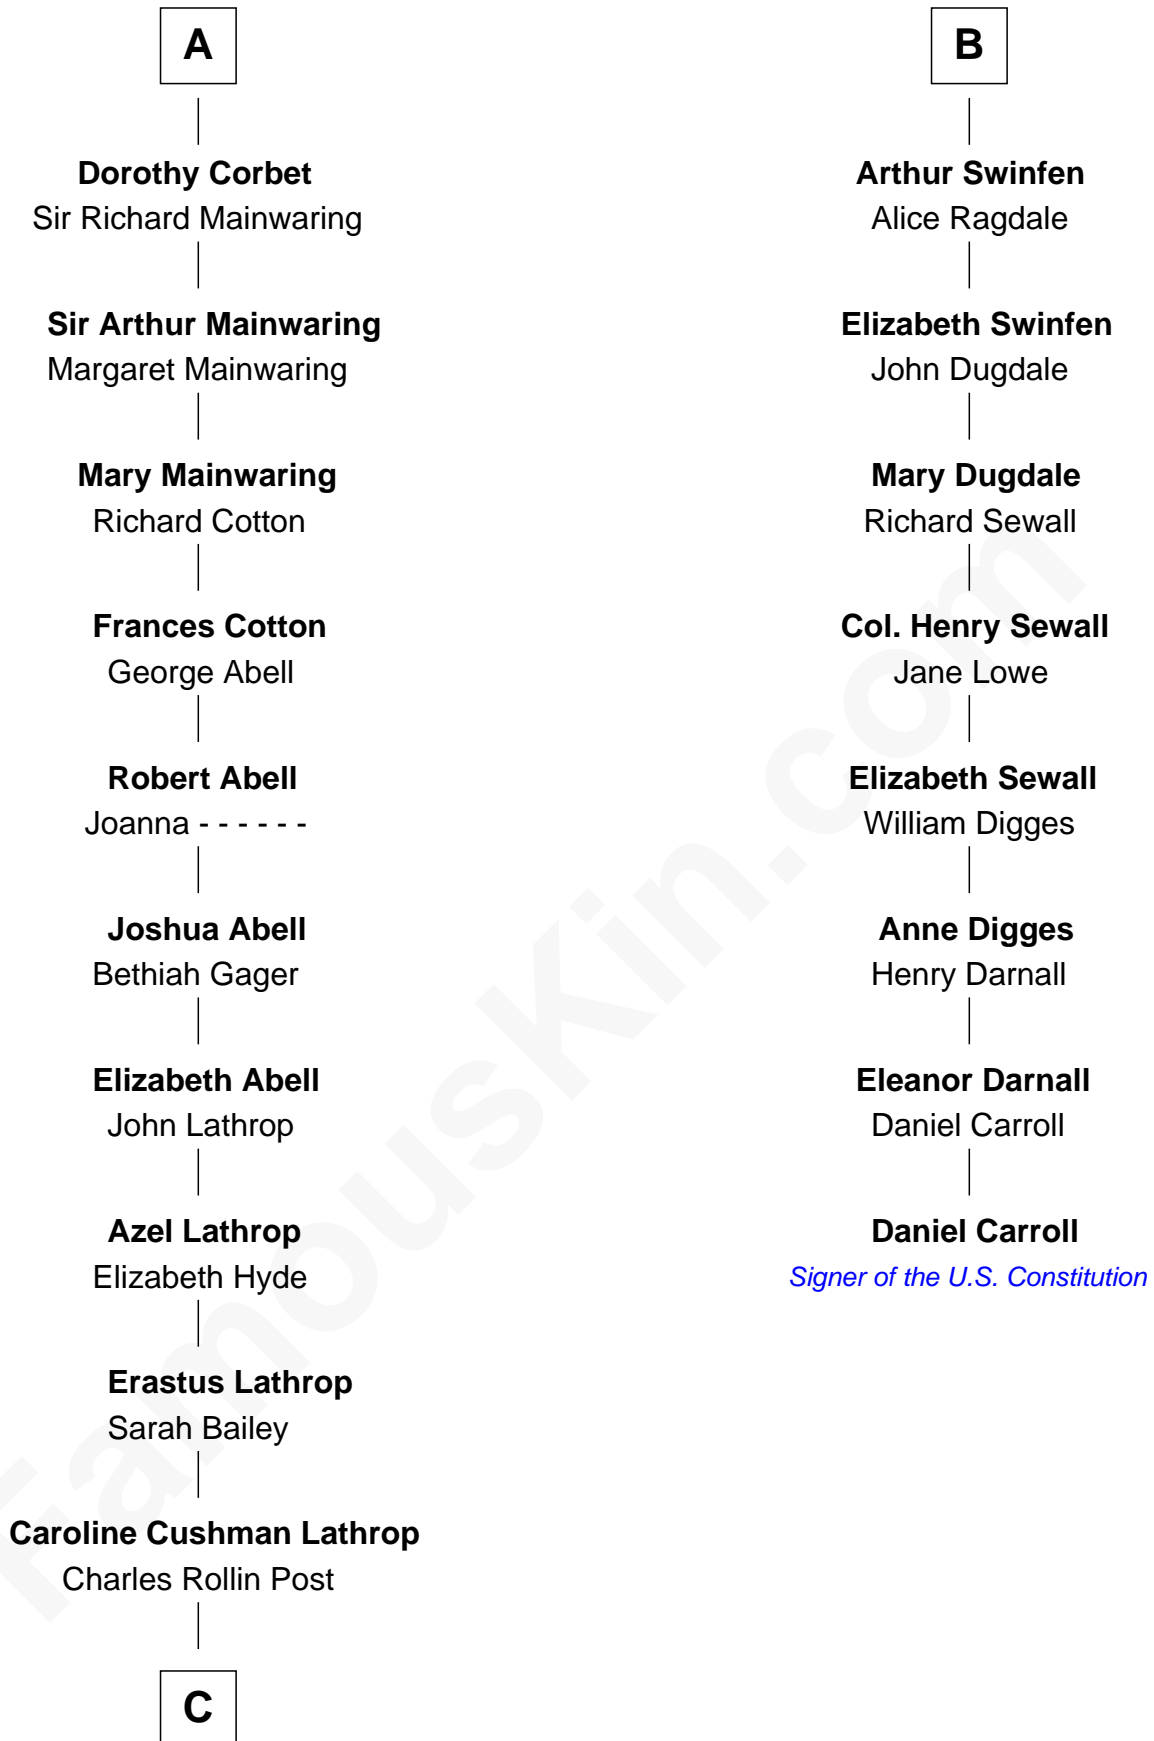 A
Dorothy Corbet
Sir Richard Mainwaring
Sir Arthur Mainwaring
Margaret Mainwaring
Mary Mainwaring
Richard Cotton
Frances Cotton
George Abell
Robert Abell
Joanna - - - - - -
Joshua Abell
Bethiah Gager
Elizabeth Abell
John Lathrop
Azel Lathrop
Elizabeth Hyde
Erastus Lathrop
Sarah Bailey
Caroline Cushman Lathrop
Charles Rollin Post
C
B
Arthur Swinfen
Alice Ragdale
Elizabeth Swinfen
John Dugdale
Mary Dugdale
Richard Sewall
Col. Henry Sewall
Jane Lowe
Elizabeth Sewall
William Digges
Anne Digges
Henry Darnall
Eleanor Darnall
Daniel Carroll
Daniel Carroll
Signer of the U.S. Constitution
FamousKin.com